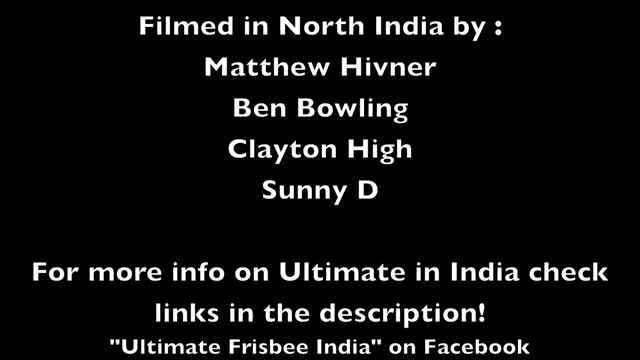 Filmed in North India by :
Matthew Hivner
Ben Bowling
Clayton High
Sunny D
For more info on Ultimate in India check
links in the description!
"Ultimate Frisbee India" on Facebook